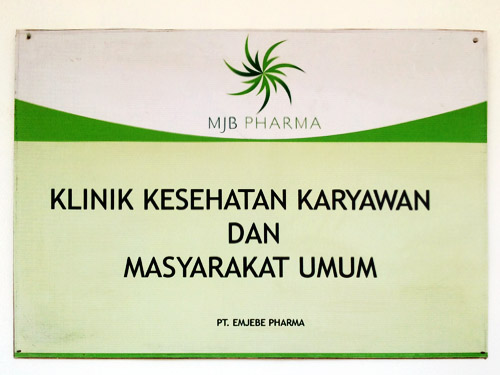 MJB PHARMA
KLINIK KESEHATAN KARYAWAN
DAN
MASYARAKAT UMUM
PT. EMJEBE PHARMA